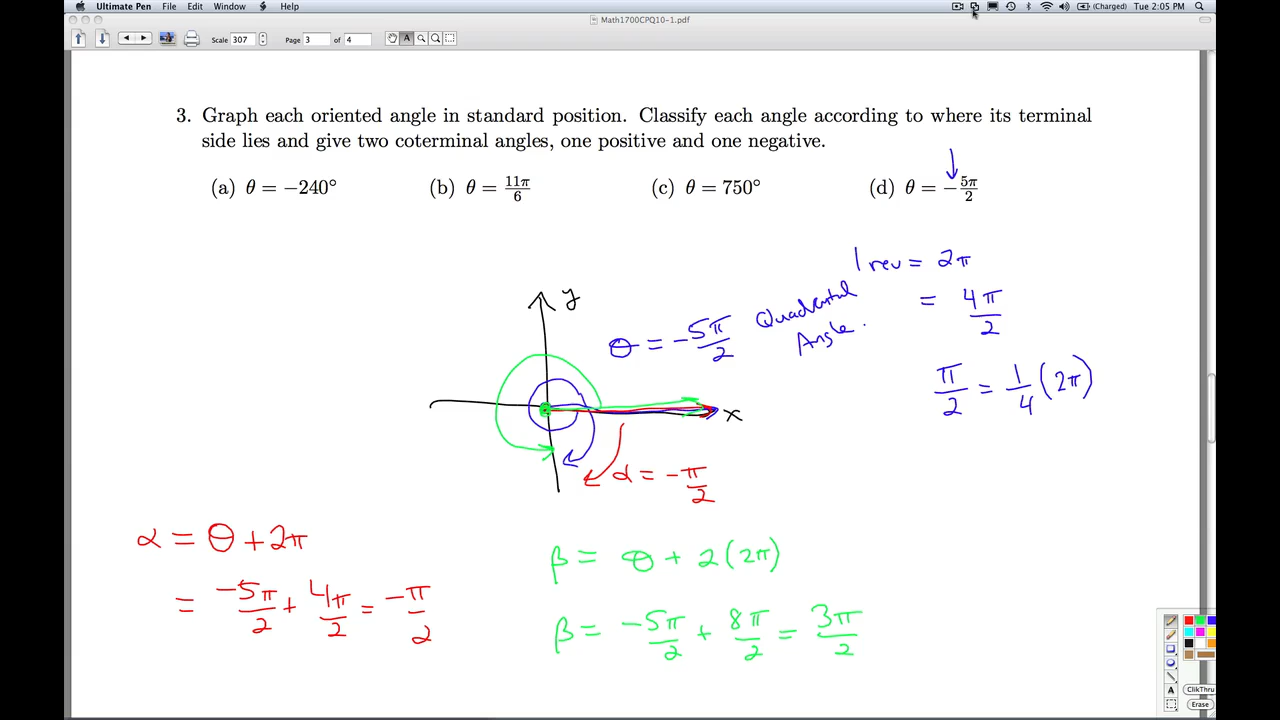 Ultimate Pen File Edit Window Help (Charged) Tue 2:05 PM
Math1700CPQ10-1.pdf
Scale 307 Page 3 of 4
3. Graph each oriented angle in standard position. Classify each angle according to where its terminal
side lies and give two coterminal angles, one positive and one negative.
(a) θ = −240° (b) θ = 11π/6 (c) θ = 750° (d) θ = −5π/2
1 rev = 2π
= 4π/2
π/2 = 1/4 (2π)
y
θ = −5π/2
Quadrantal
Angle.
x
α = −π/2
α = θ + 2π
= −5π/2 + 4π/2 = −π/2
β = θ + 2(2π)
β = −5π/2 + 8π/2 = 3π/2
A
ClikThru
Erase